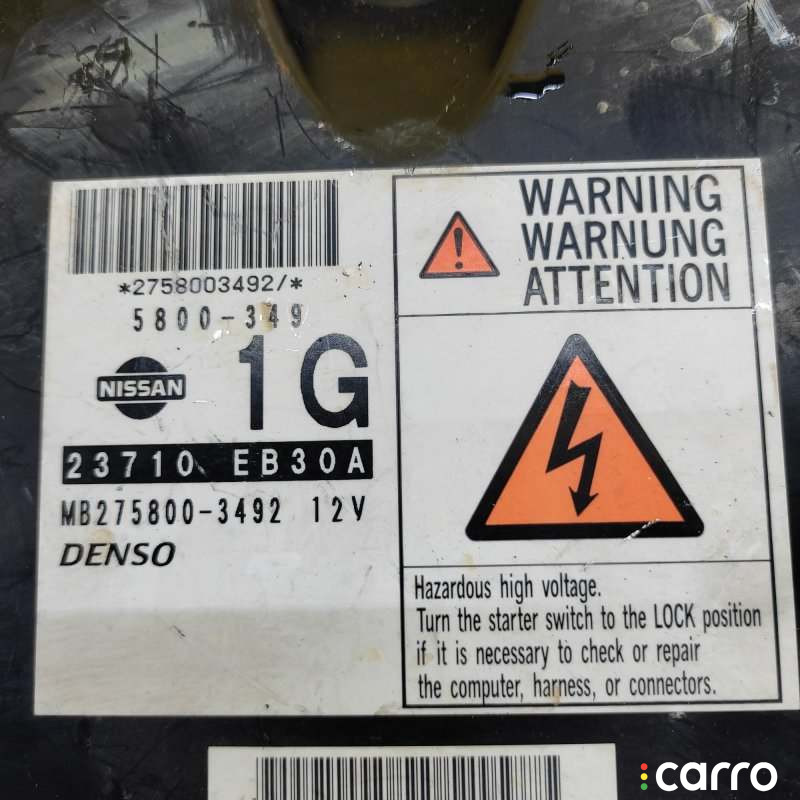 *2758003492/*
5800-349
NISSAN
1G
23710 EB30A
MB275800-3492 12V
DENSO
WARNING
WARNUNG
ATTENTION
Hazardous high voltage.
Turn the starter switch to the LOCK position
if it is necessary to check or repair
the computer, harness, or connectors.
carro